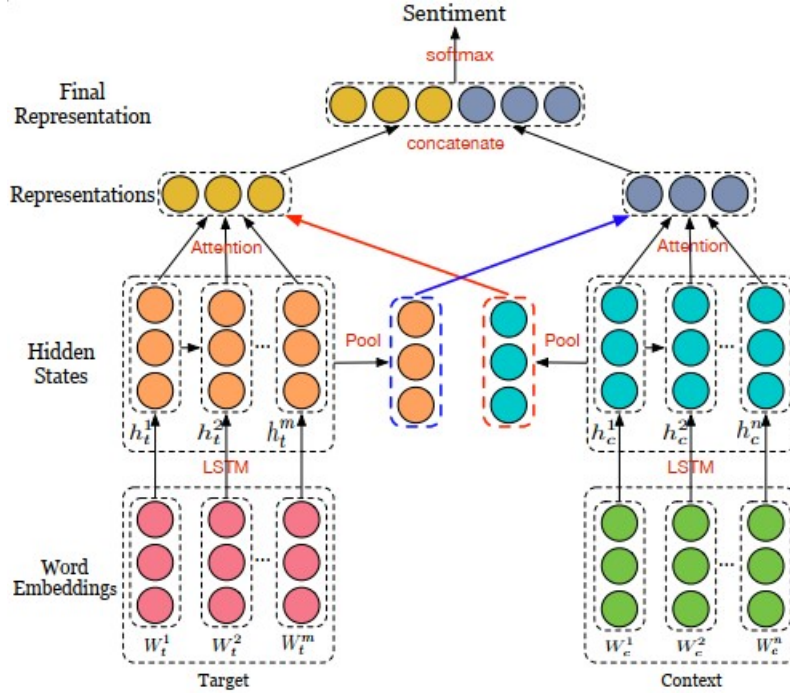 Sentiment
softmax
Final
Representation
concatenate
Representations
Attention
Attention
Pool
Pool
Hidden
States
h_t^1 h_t^2 ... h_t^m
h_c^1 h_c^2 ... h_c^n
LSTM
LSTM
Word
Embeddings
...
...
W_t^1 W_t^2 W_t^m
W_c^1 W_c^2 W_c^n
Target
Context